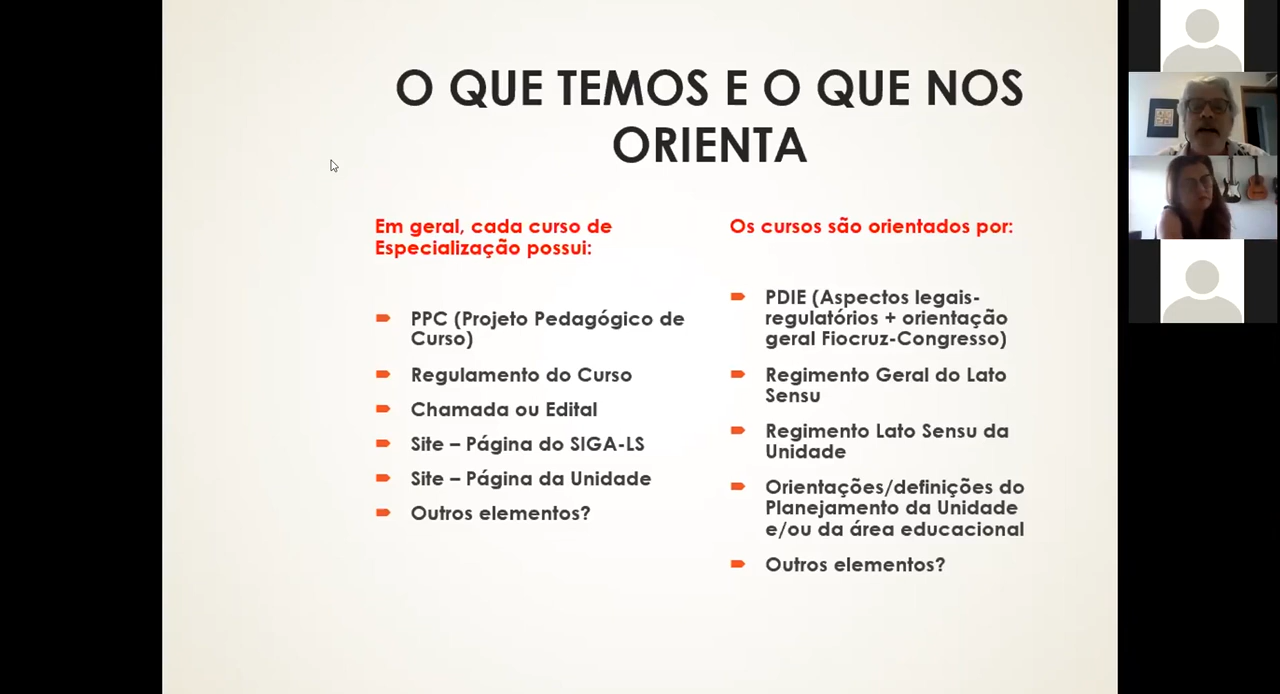 O QUE TEMOS E O QUE NOS
ORIENTA
Em geral, cada curso de
Especialização possui:
PPC (Projeto Pedagógico de
Curso)
Regulamento do Curso
Chamada ou Edital
Site – Página do SIGA-LS
Site – Página da Unidade
Outros elementos?
Os cursos são orientados por:
PDIE (Aspectos legais-
regulatórios + orientação
geral Fiocruz-Congresso)
Regimento Geral do Lato
Sensu
Regimento Lato Sensu da
Unidade
Orientações/definições do
Planejamento da Unidade
e/ou da área educacional
Outros elementos?